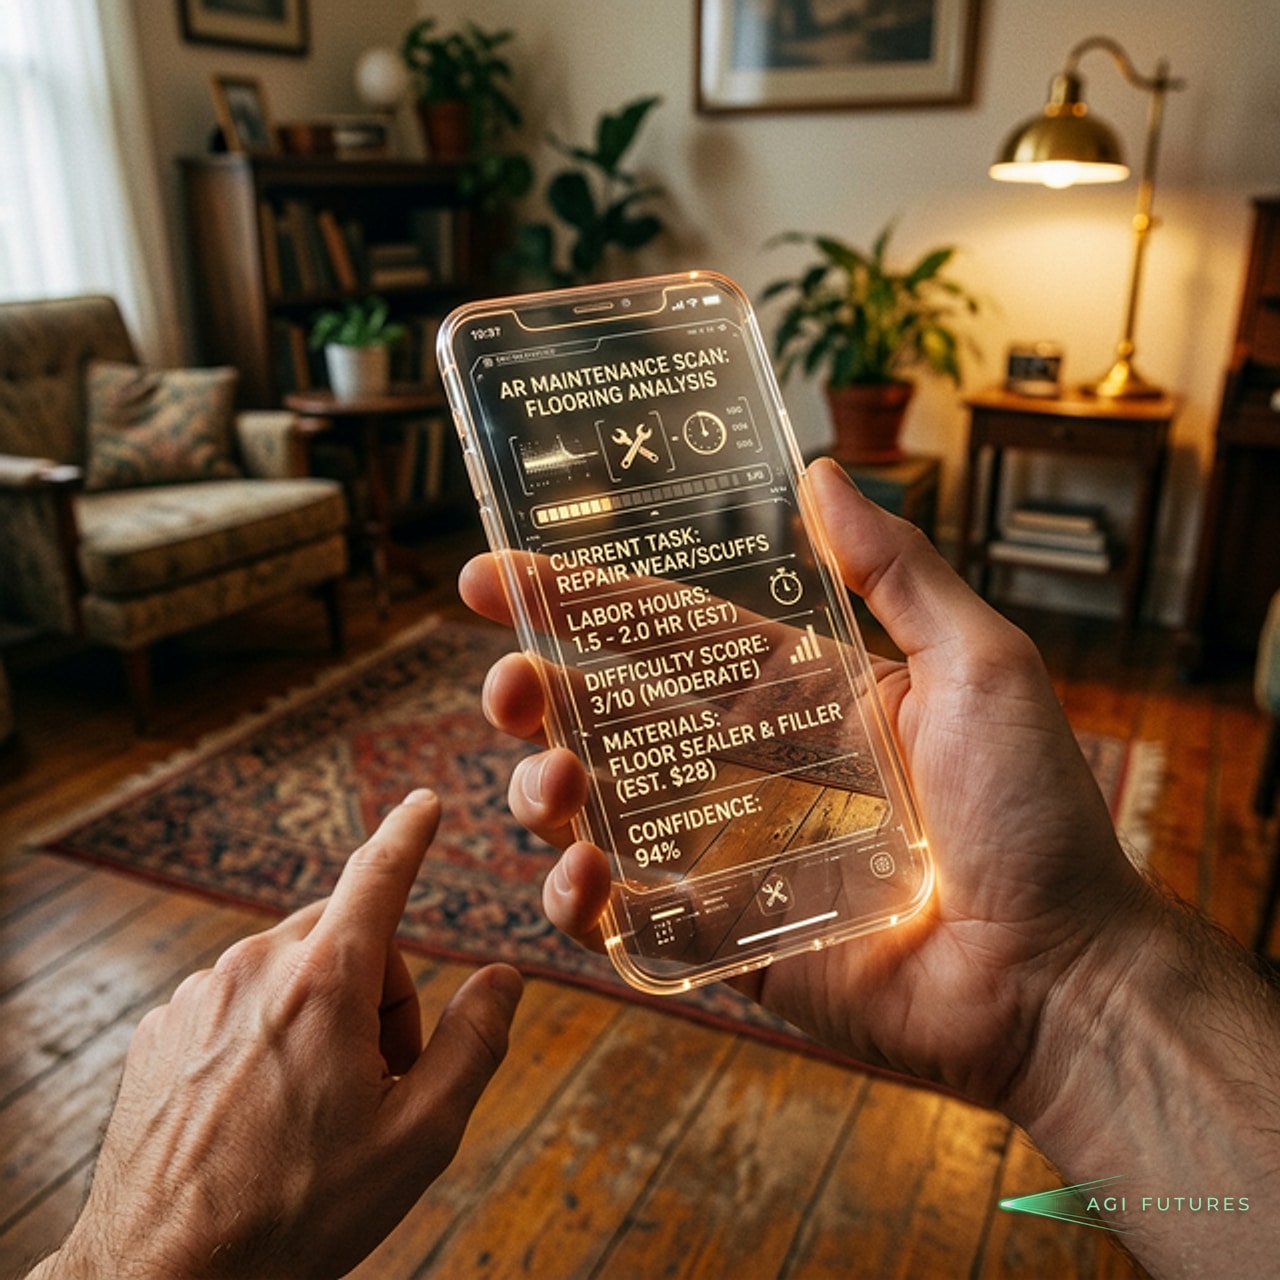 10:37
AR MAINTENANCE SCAN:
FLOORING ANALYSIS
CURRENT TASK:
REPAIR WEAR/SCUFFS
LABOR HOURS:
1.5 - 2.0 HR (EST)
DIFFICULTY SCORE:
3/10 (MODERATE)
MATERIALS:
FLOOR SEALER & FILLER
(EST. $28)
CONFIDENCE:
94%
AGI FUTURES